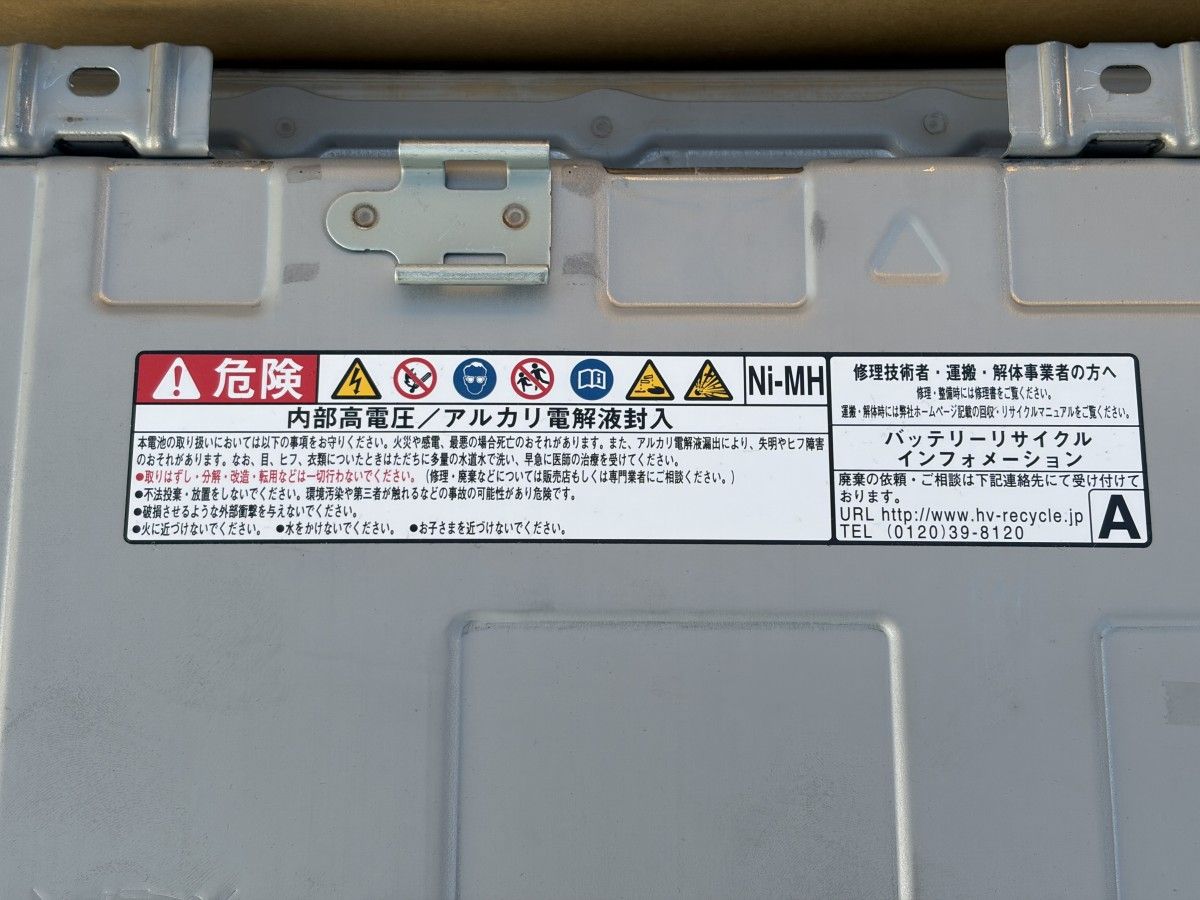 危険
Ni-MH
内部高電圧／アルカリ電解液封入
本電池の取り扱いにおいては以下の事項をお守りください。火災や感電、最悪の場合死亡のおそれがあります。また、アルカリ電解液漏出により、失明やヒフ障害
のおそれがあります。なお、目、ヒフ、衣類についたときはただちに多量の水道水で洗い、早急に医師の治療を受けてください。
●取りはずし・分解・改造・転用などは一切行わないでください。（修理・廃棄などについては販売店もしくは専門業者にご相談ください。）
●不法投棄・放置をしないでください。環境汚染や第三者が触れるなどの事故の可能性があり危険です。
●破損させるような外部衝撃を与えないでください。
●火に近づけないでください。 ●水をかけないでください。 ●お子さまを近づけないでください。
修理技術者・運搬・解体事業者の方へ
修理・整備時には修理書をご覧ください。
運搬・解体時には弊社ホームページ記載の回収・リサイクルマニュアルをご覧ください。
バッテリーリサイクル
インフォメーション
廃棄の依頼・ご相談は下記連絡先にて受け付けて
おります。
URL http://www.hv-recycle.jp
TEL (0120)39-8120
A